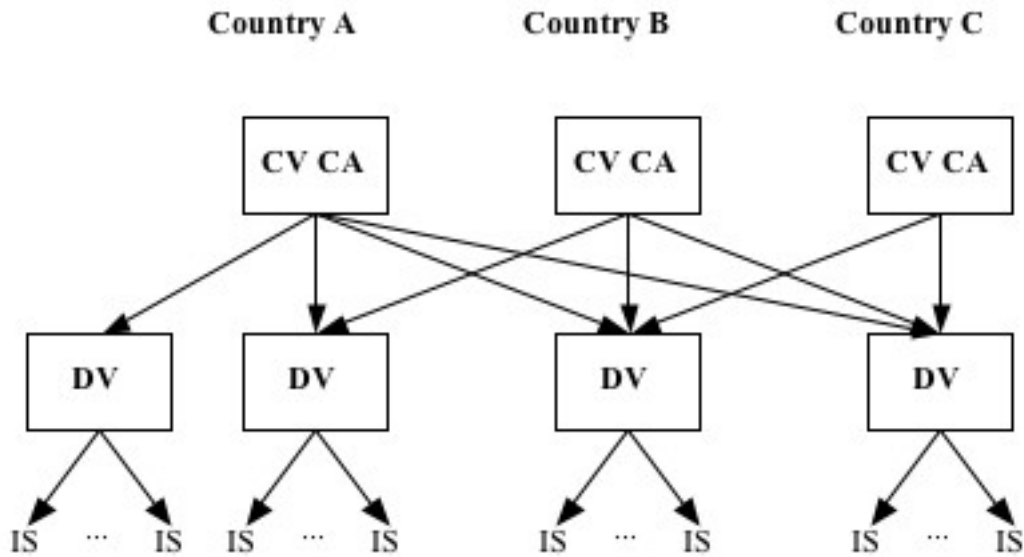 Country A Country B Country C
CV CA CV CA CV CA
DV DV DV DV
IS ... IS IS ... IS IS ... IS IS ... IS